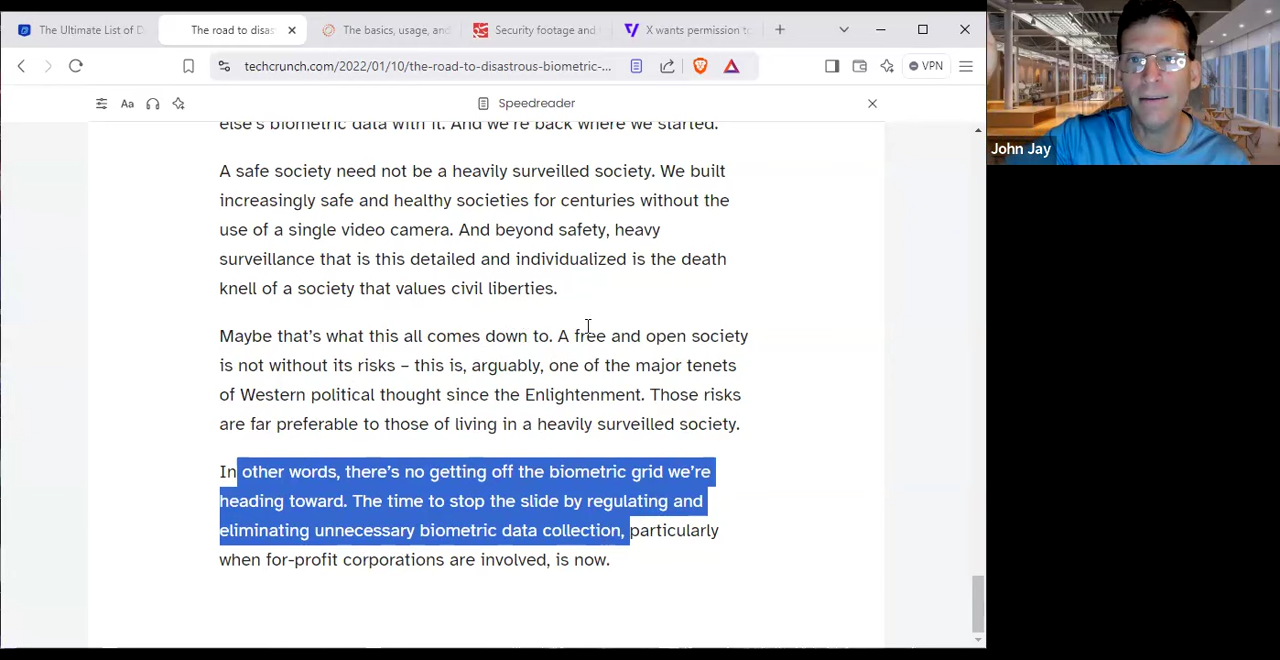 The Ultimate List of D
The road to disas
The basics, usage, and
Security footage and
X wants permission to
techcrunch.com/2022/01/10/the-road-to-disastrous-biometric-...
VPN
Aa
Speedreader
else's biometric data with it. And we're back where we started.
A safe society need not be a heavily surveilled society. We built
increasingly safe and healthy societies for centuries without the
use of a single video camera. And beyond safety, heavy
surveillance that is this detailed and individualized is the death
knell of a society that values civil liberties.
Maybe that's what this all comes down to. A free and open society
is not without its risks – this is, arguably, one of the major tenets
of Western political thought since the Enlightenment. Those risks
are far preferable to those of living in a heavily surveilled society.
In other words, there's no getting off the biometric grid we're
heading toward. The time to stop the slide by regulating and
eliminating unnecessary biometric data collection, particularly
when for-profit corporations are involved, is now.
John Jay